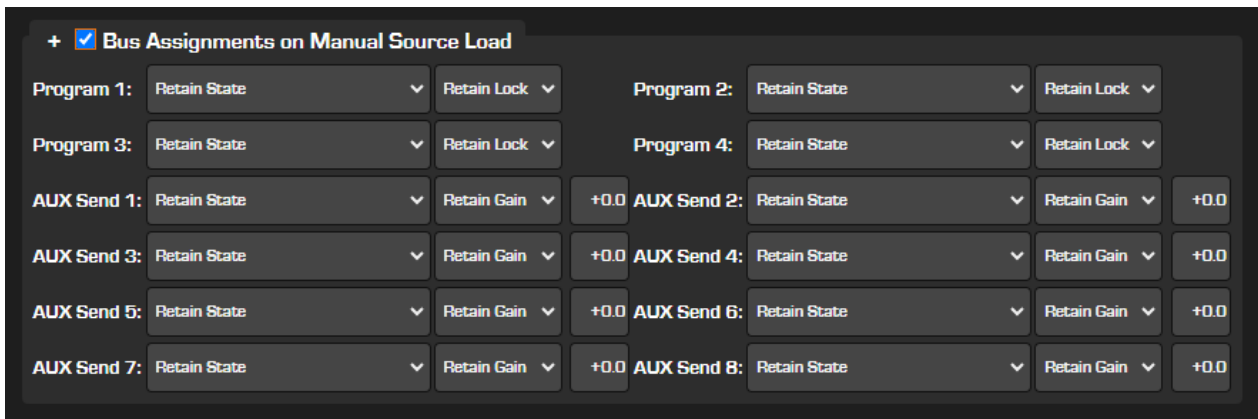 + Bus Assignments on Manual Source Load
Program 1: Retain State Retain Lock Program 2: Retain State Retain Lock
Program 3: Retain State Retain Lock Program 4: Retain State Retain Lock
AUX Send 1: Retain State Retain Gain +0.0 AUX Send 2: Retain State Retain Gain +0.0
AUX Send 3: Retain State Retain Gain +0.0 AUX Send 4: Retain State Retain Gain +0.0
AUX Send 5: Retain State Retain Gain +0.0 AUX Send 6: Retain State Retain Gain +0.0
AUX Send 7: Retain State Retain Gain +0.0 AUX Send 8: Retain State Retain Gain +0.0